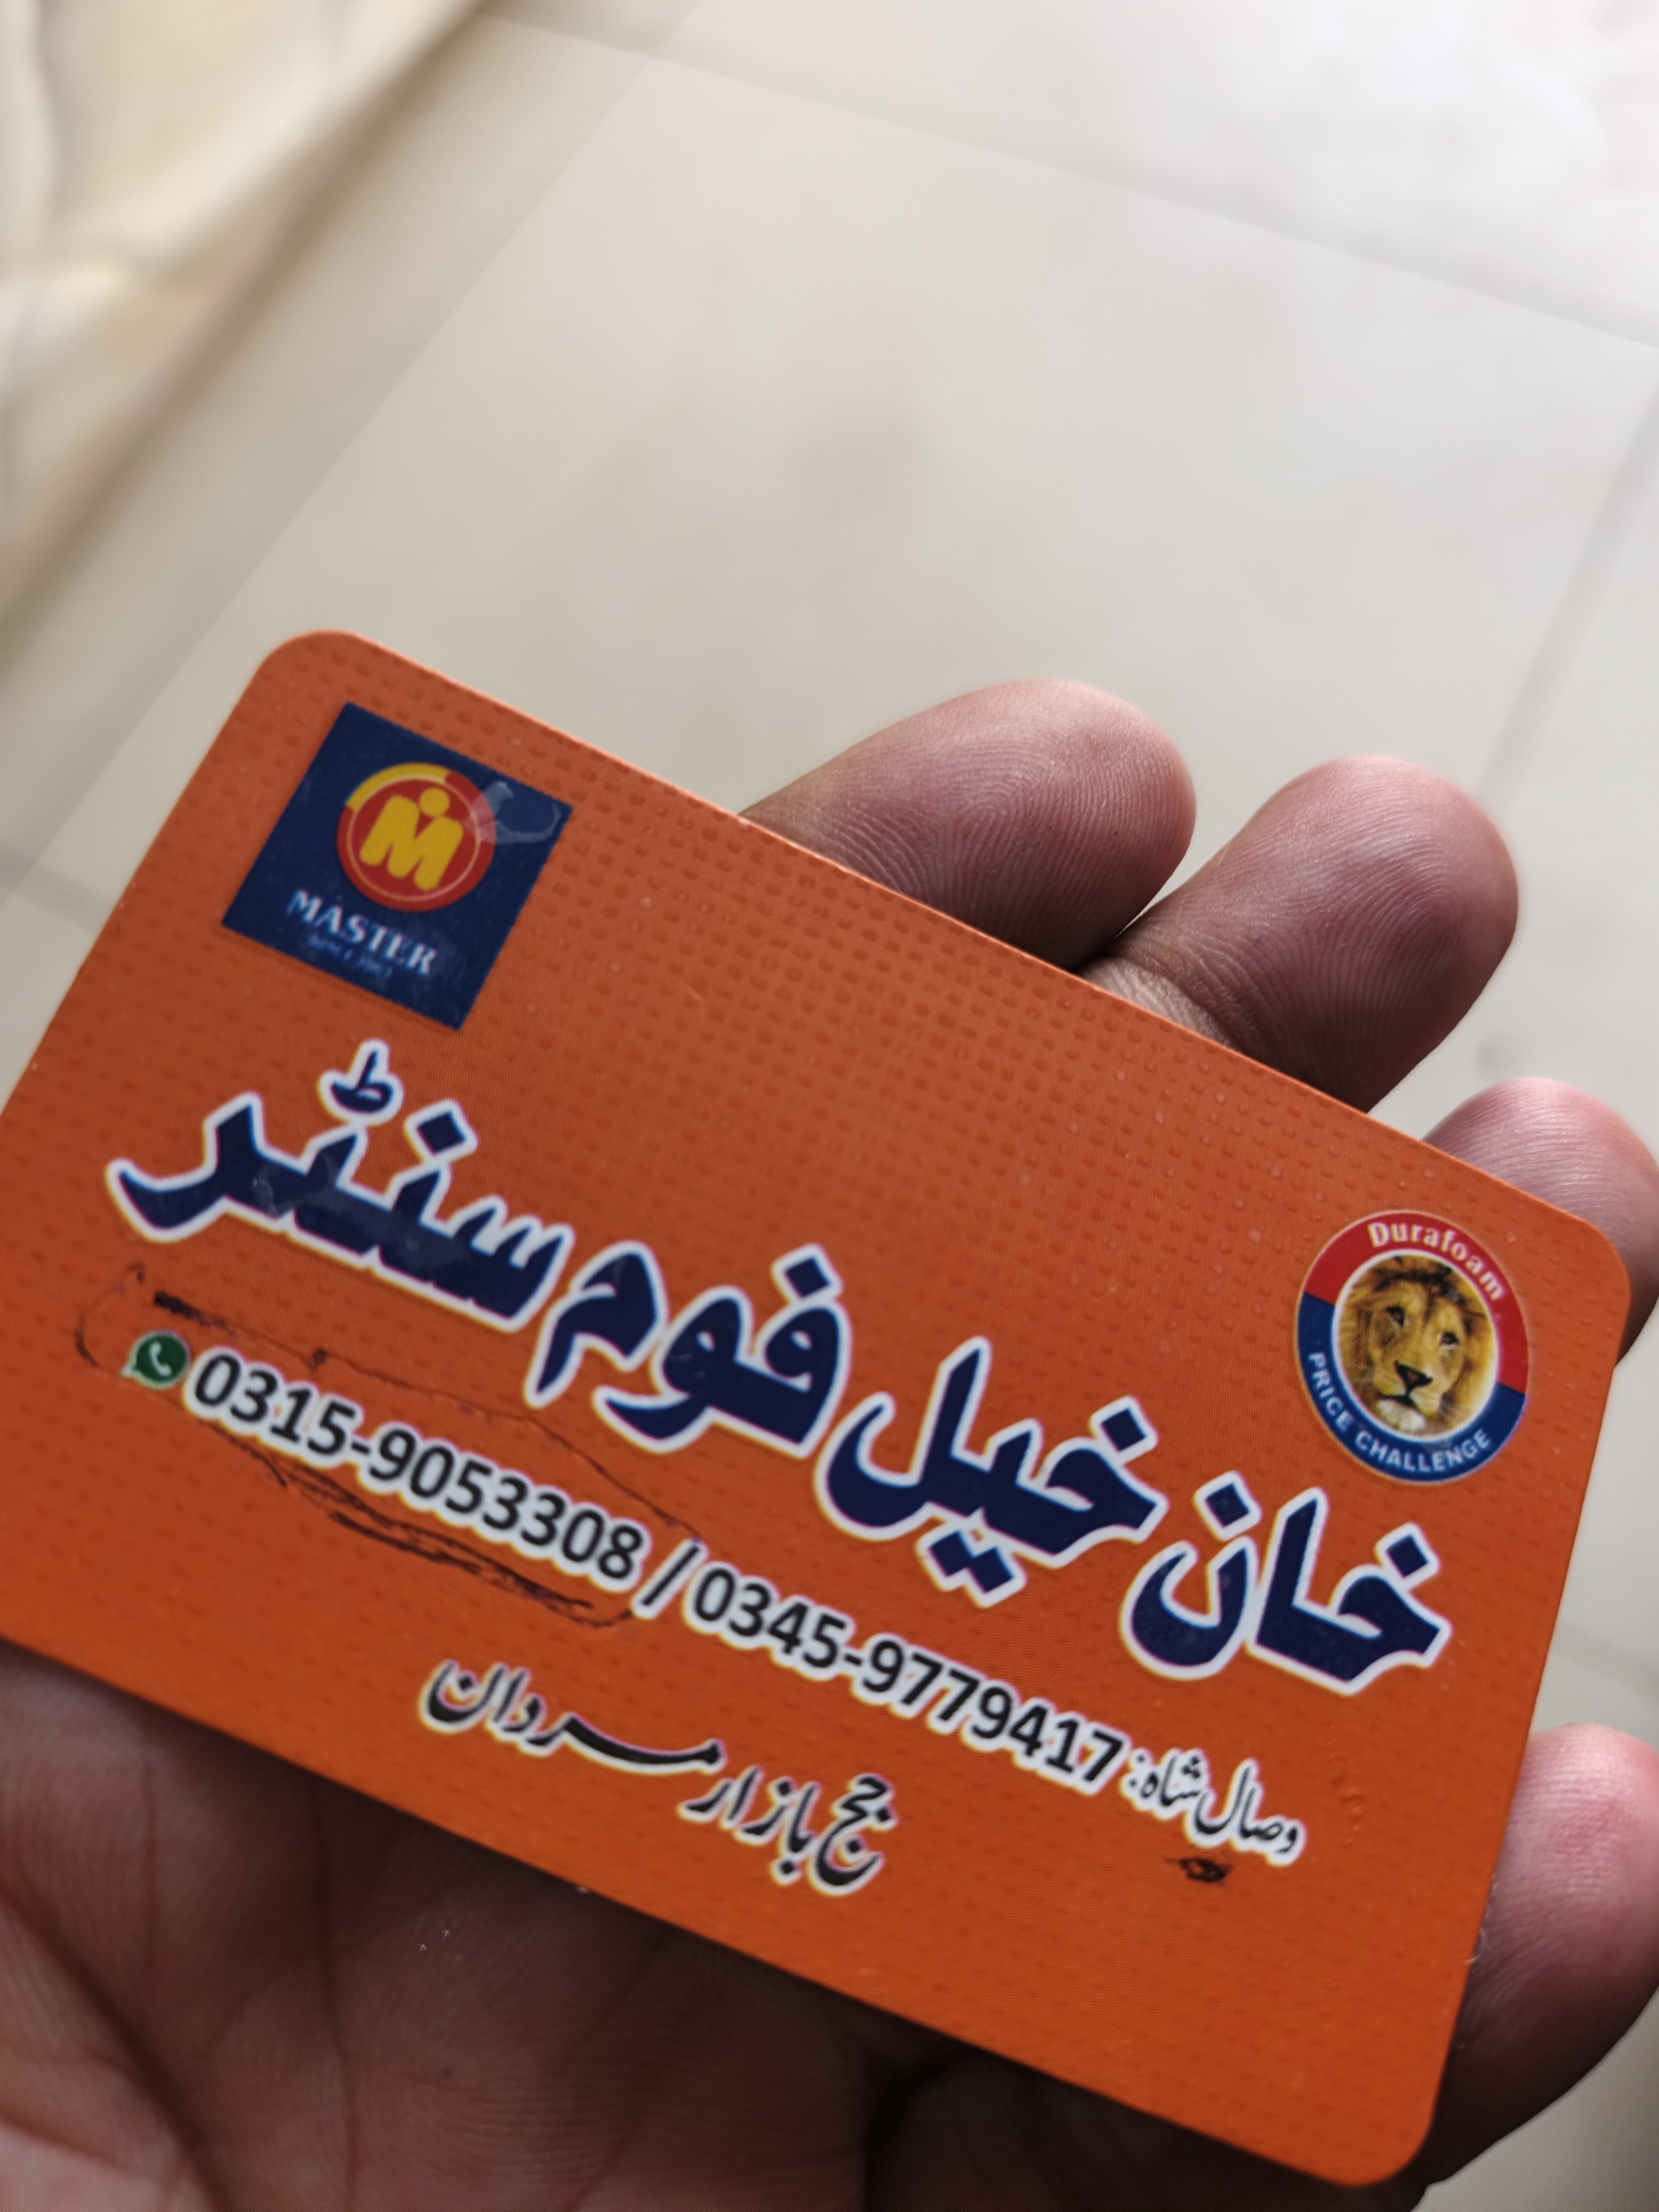 MASTER
Durafoam
PRICE CHALLENGE
خان خیل فوم سنٹر
وصال شاہ: 0345-9779417 / 0315-9053308
جج بازار مردان